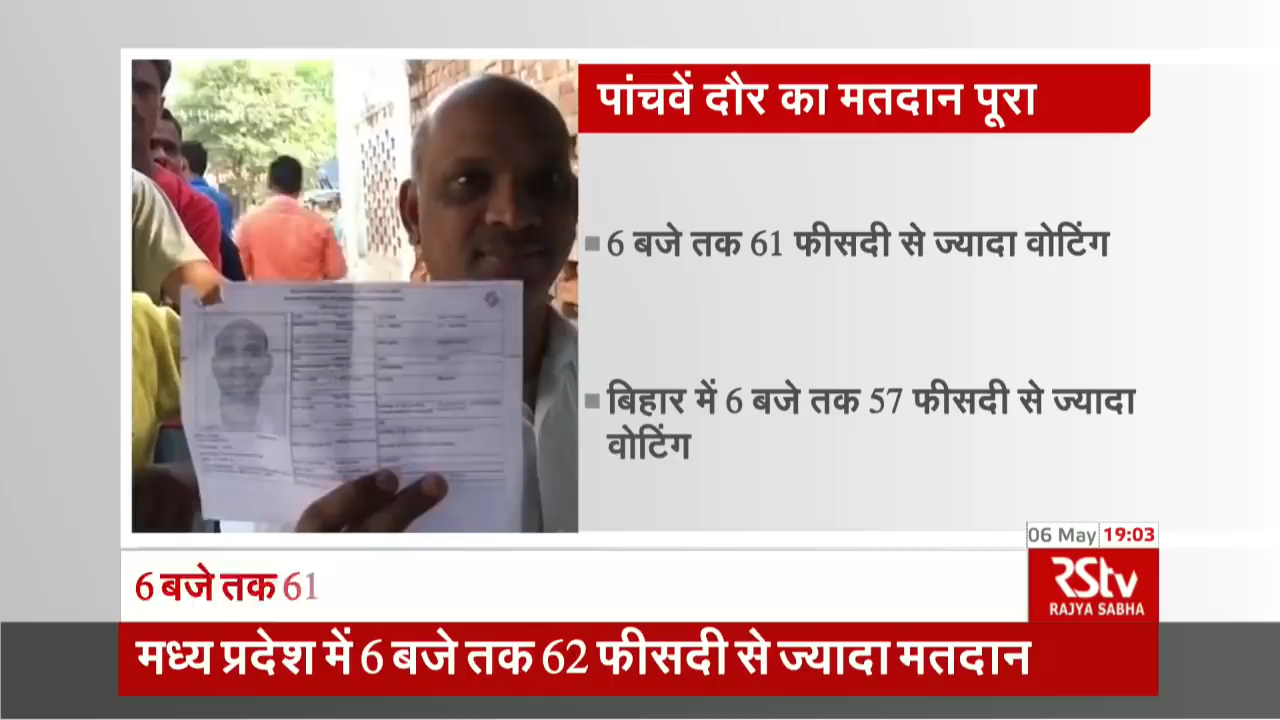 पांचवें दौर का मतदान पूरा
6 बजे तक 61 फीसदी से ज्यादा वोटिंग
बिहार में 6 बजे तक 57 फीसदी से ज्यादा
वोटिंग
06 May 19:03
RSTV
RAJYA SABHA
6 बजे तक 61
मध्य प्रदेश में 6 बजे तक 62 फीसदी से ज्यादा मतदान